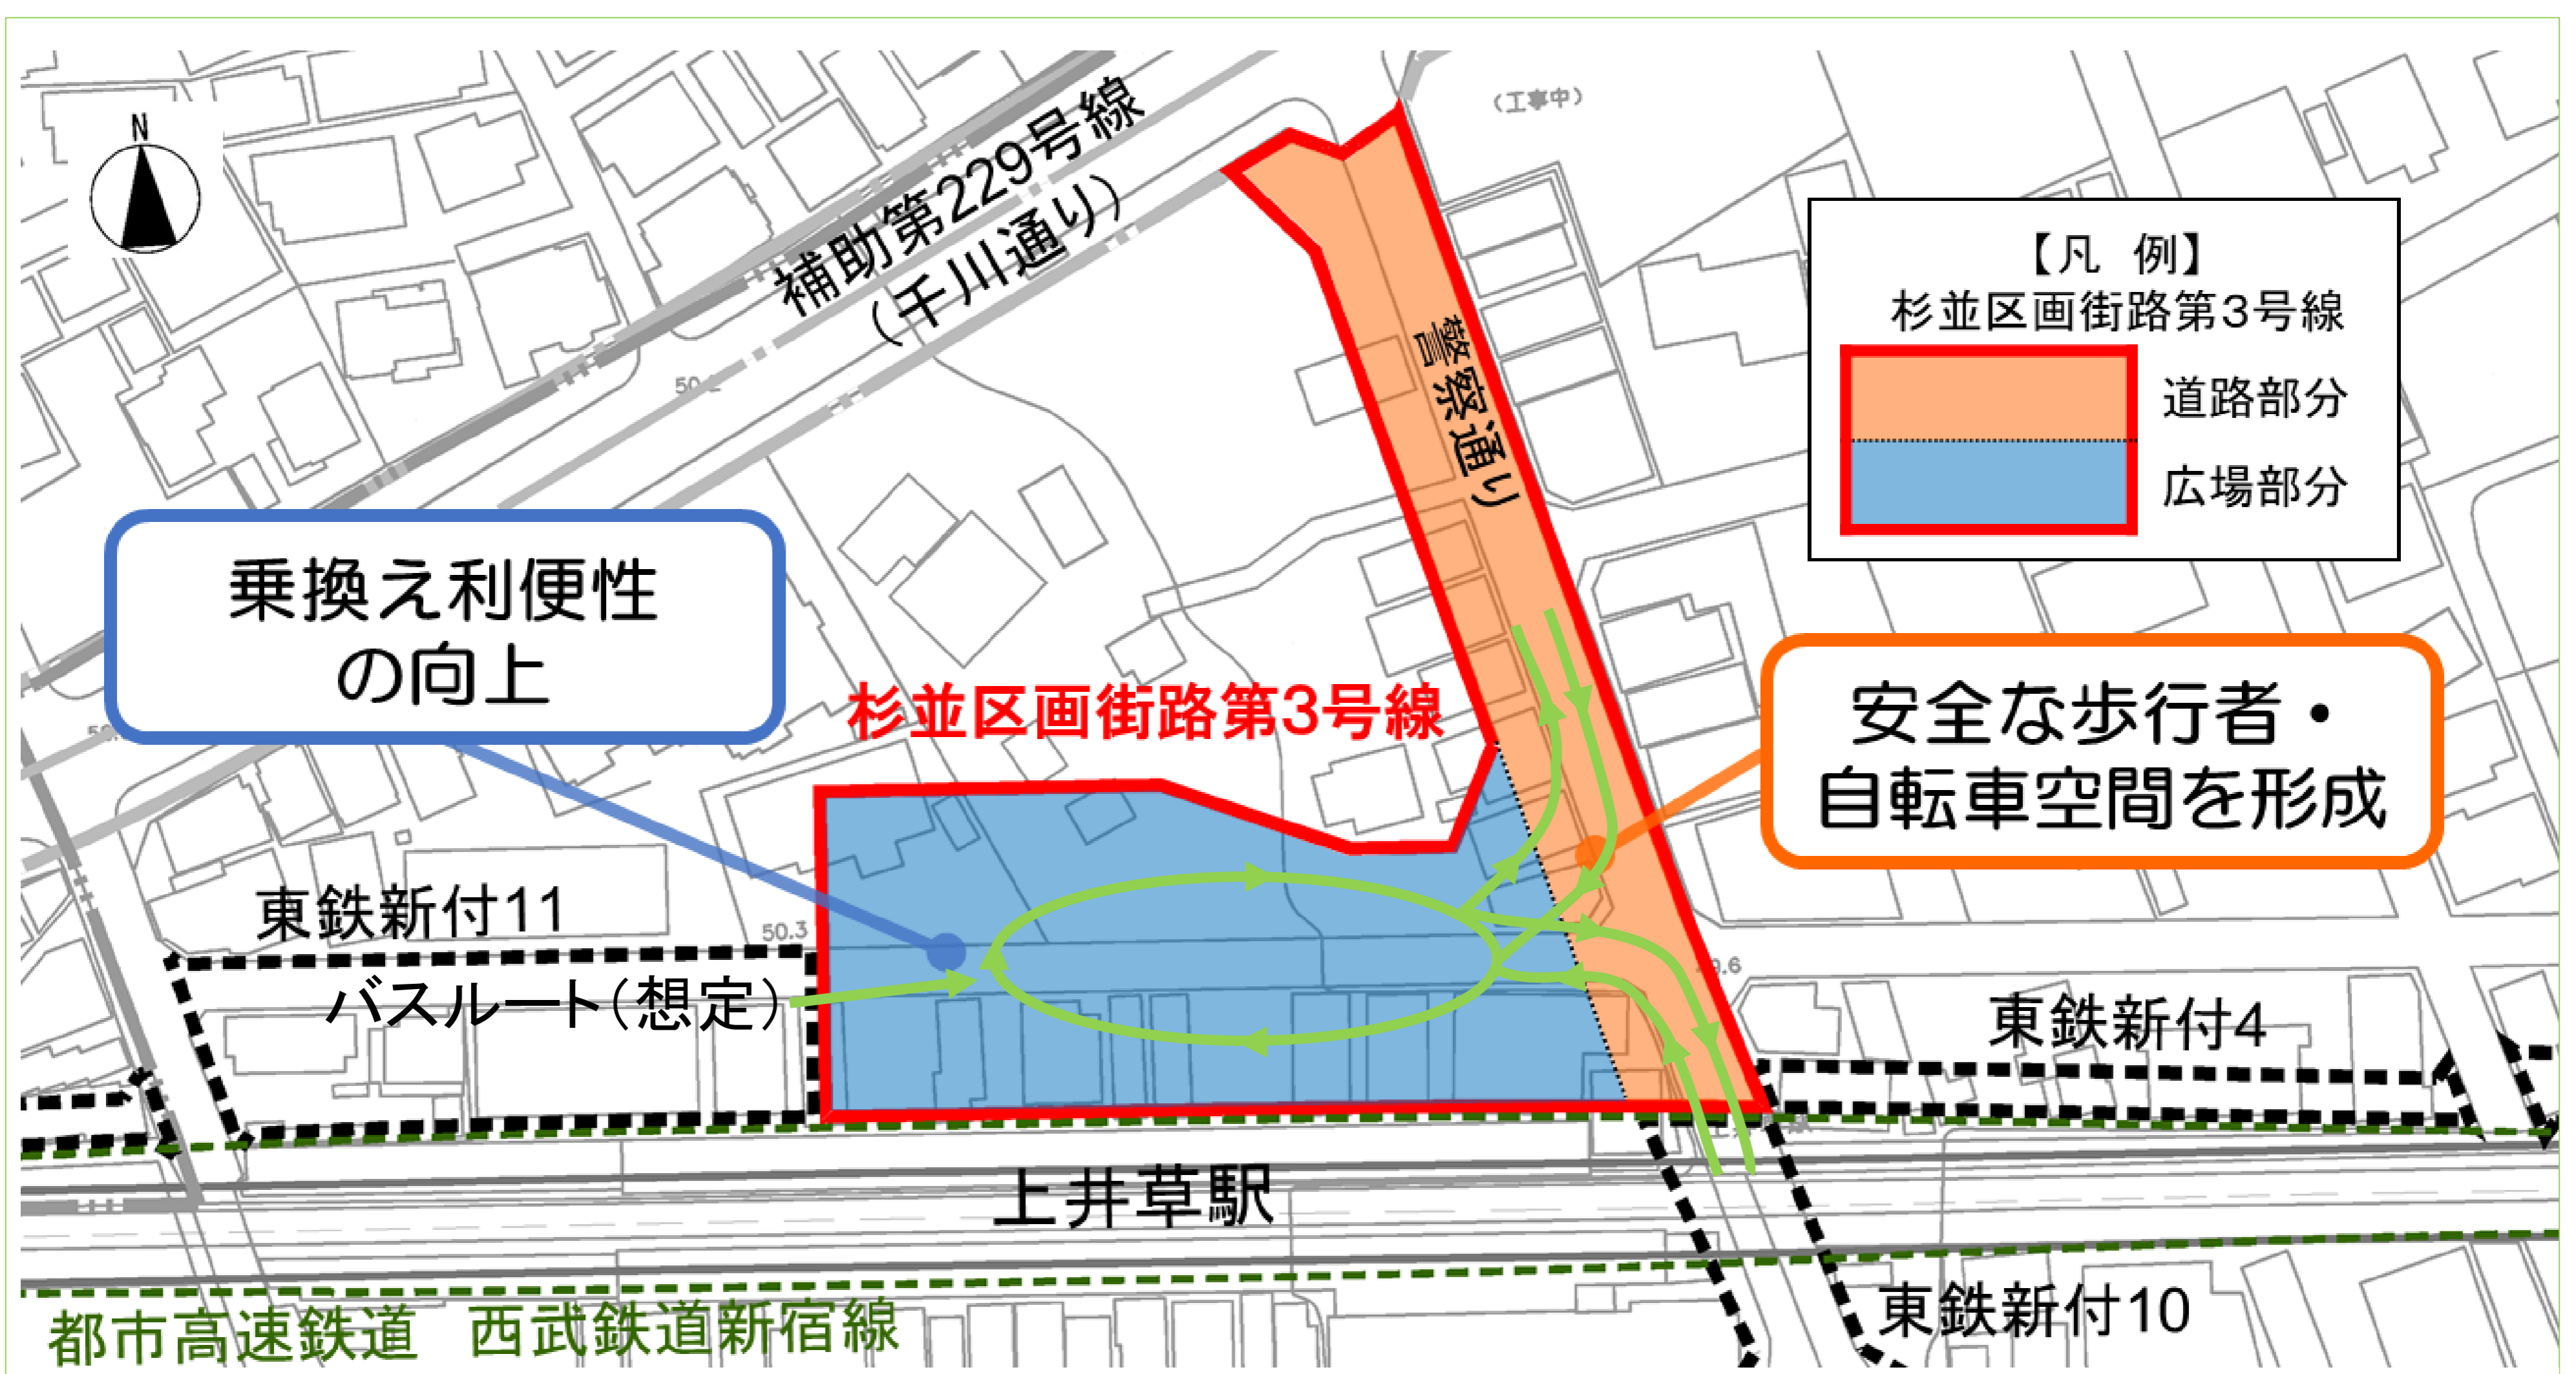 N
補助第229号線
（千川通り）
（工事中）
【凡　例】
杉並区画街路第３号線
道路部分
広場部分
警察通り
乗換え利便性
の向上
杉並区画街路第３号線
安全な歩行者・
自転車空間を形成
東鉄新付11
50.3
バスルート（想定）
東鉄新付4
上井草駅
東鉄新付10
都市高速鉄道　西武鉄道新宿線